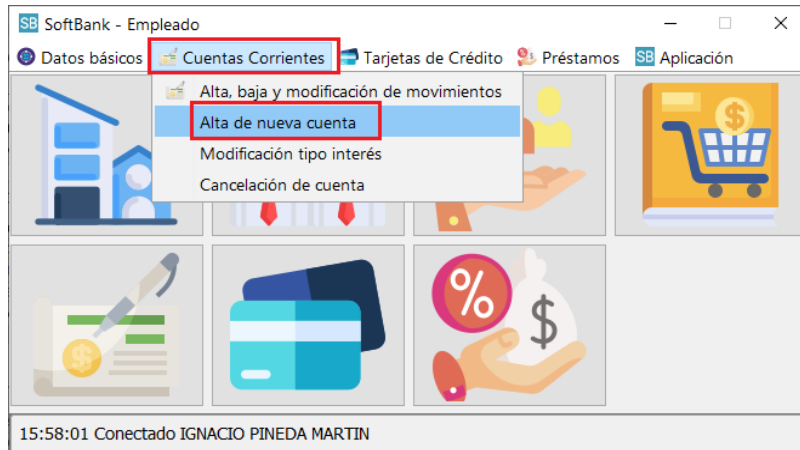 SB SoftBank - Empleado
Datos básicos Cuentas Corrientes Tarjetas de Crédito Préstamos SB Aplicación
Alta, baja y modificación de movimientos
Alta de nueva cuenta
Modificación tipo interés
Cancelación de cuenta
$
$
% $
15:58:01 Conectado IGNACIO PINEDA MARTIN